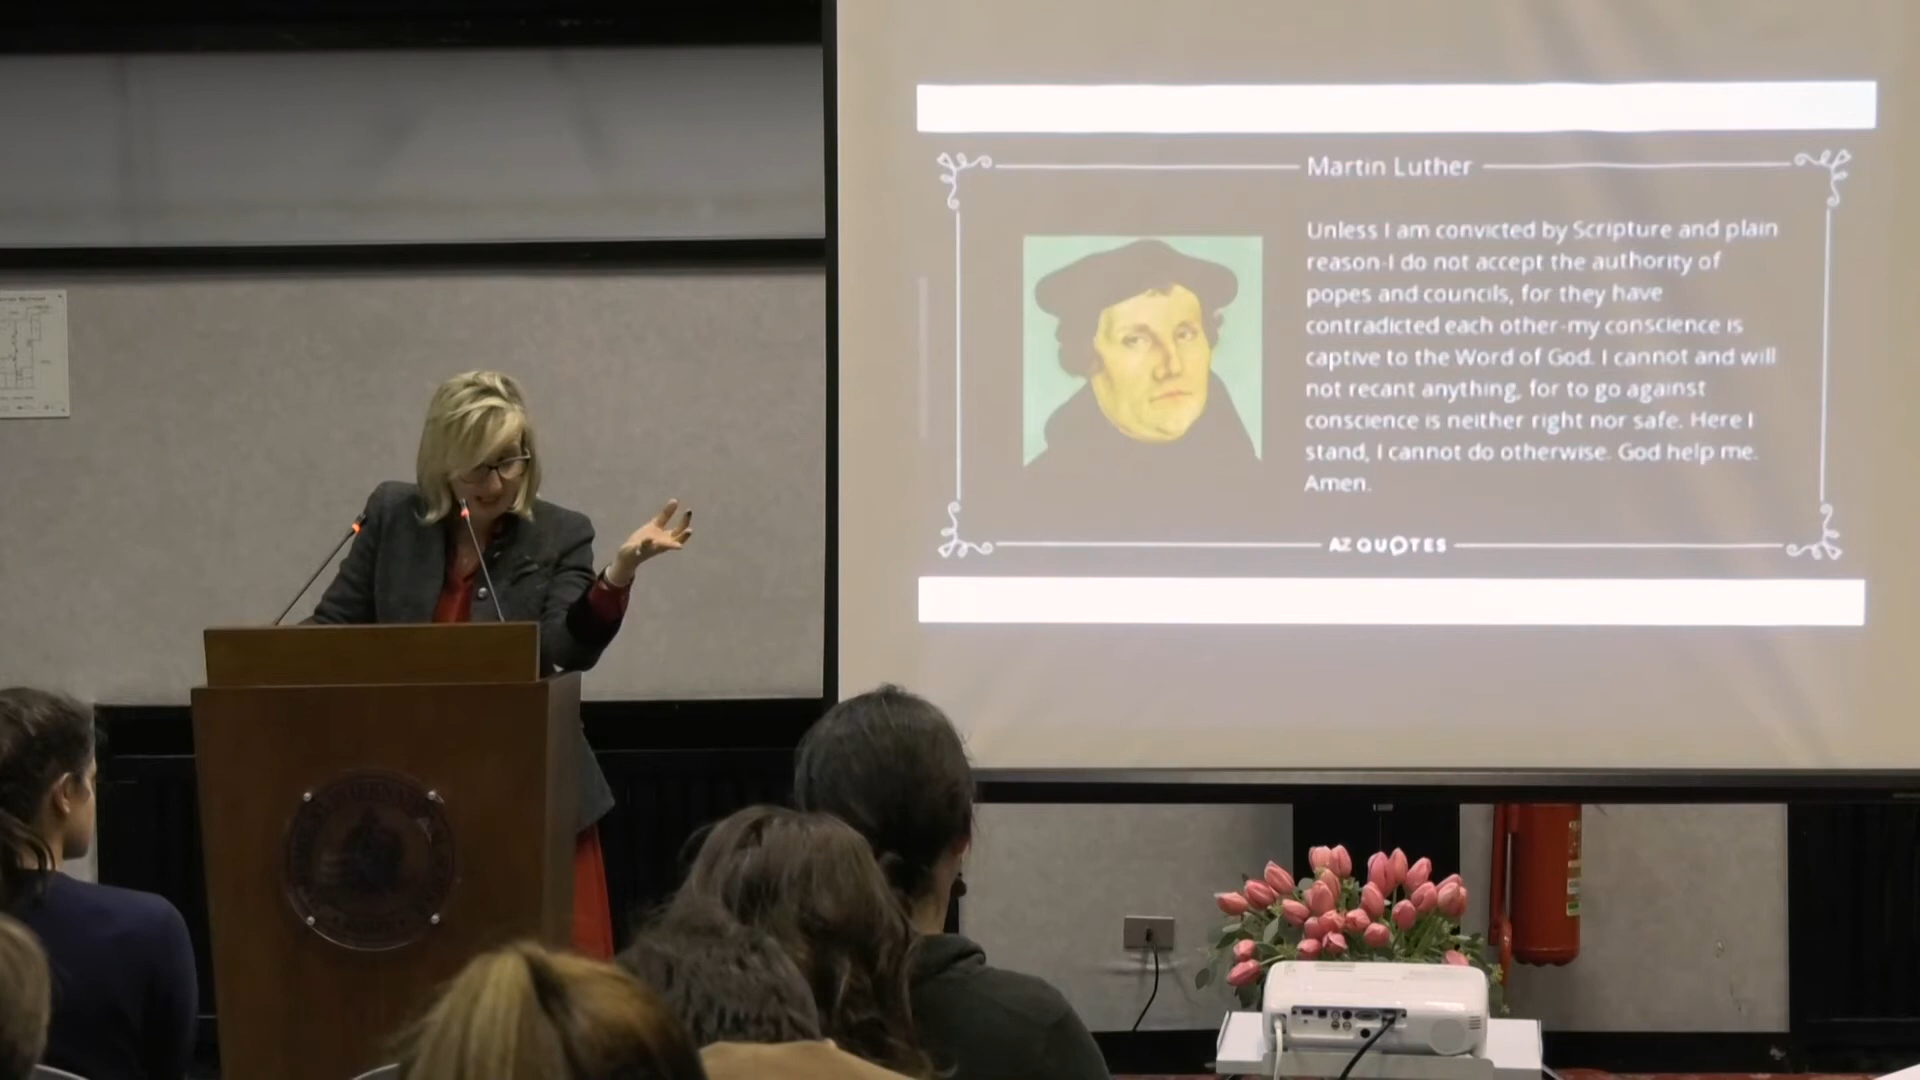 Martin Luther
Unless I am convicted by Scripture and plain
reason-I do not accept the authority of
popes and councils, for they have
contradicted each other-my conscience is
captive to the Word of God. I cannot and will
not recant anything, for to go against
conscience is neither right nor safe. Here I
stand, I cannot do otherwise. God help me.
Amen.
AZ QUOTES